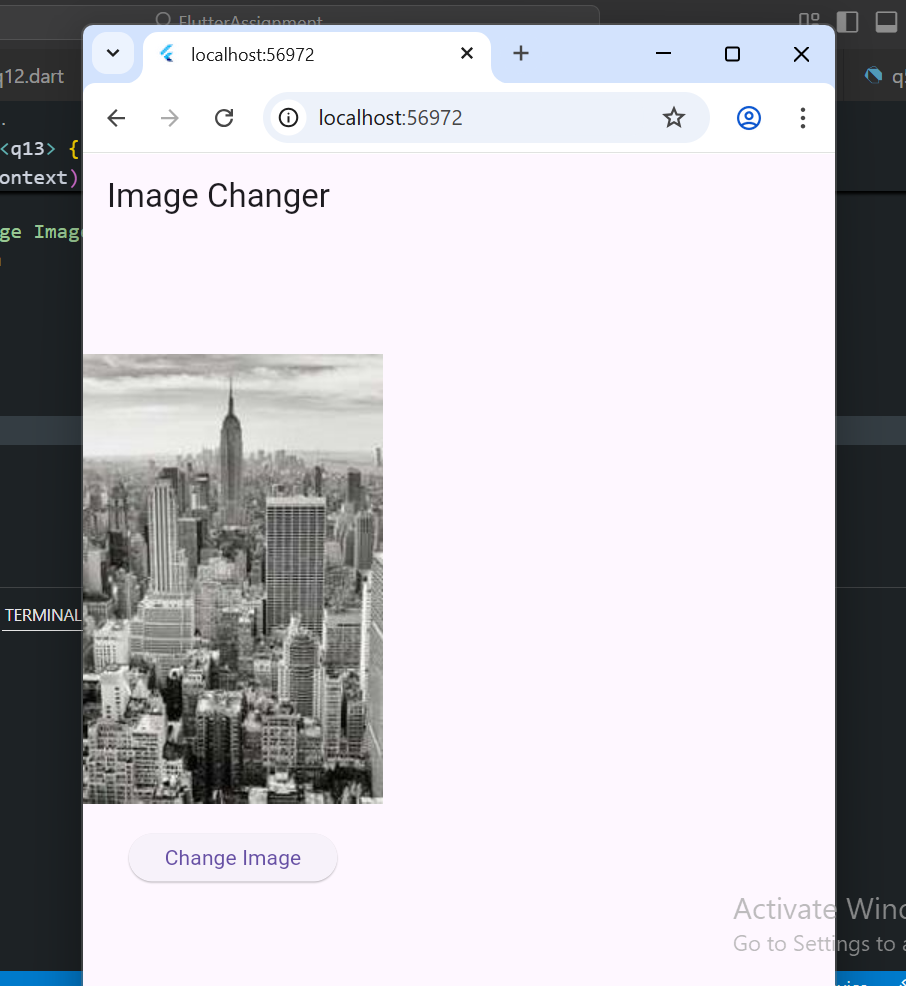 FlutterAssignment
localhost:56972
q12.dart
localhost:56972
<q13> {
ontext)
Image Changer
ge Imag
TERMINAL
Change Image
Activate Wind
Go to Settings to a